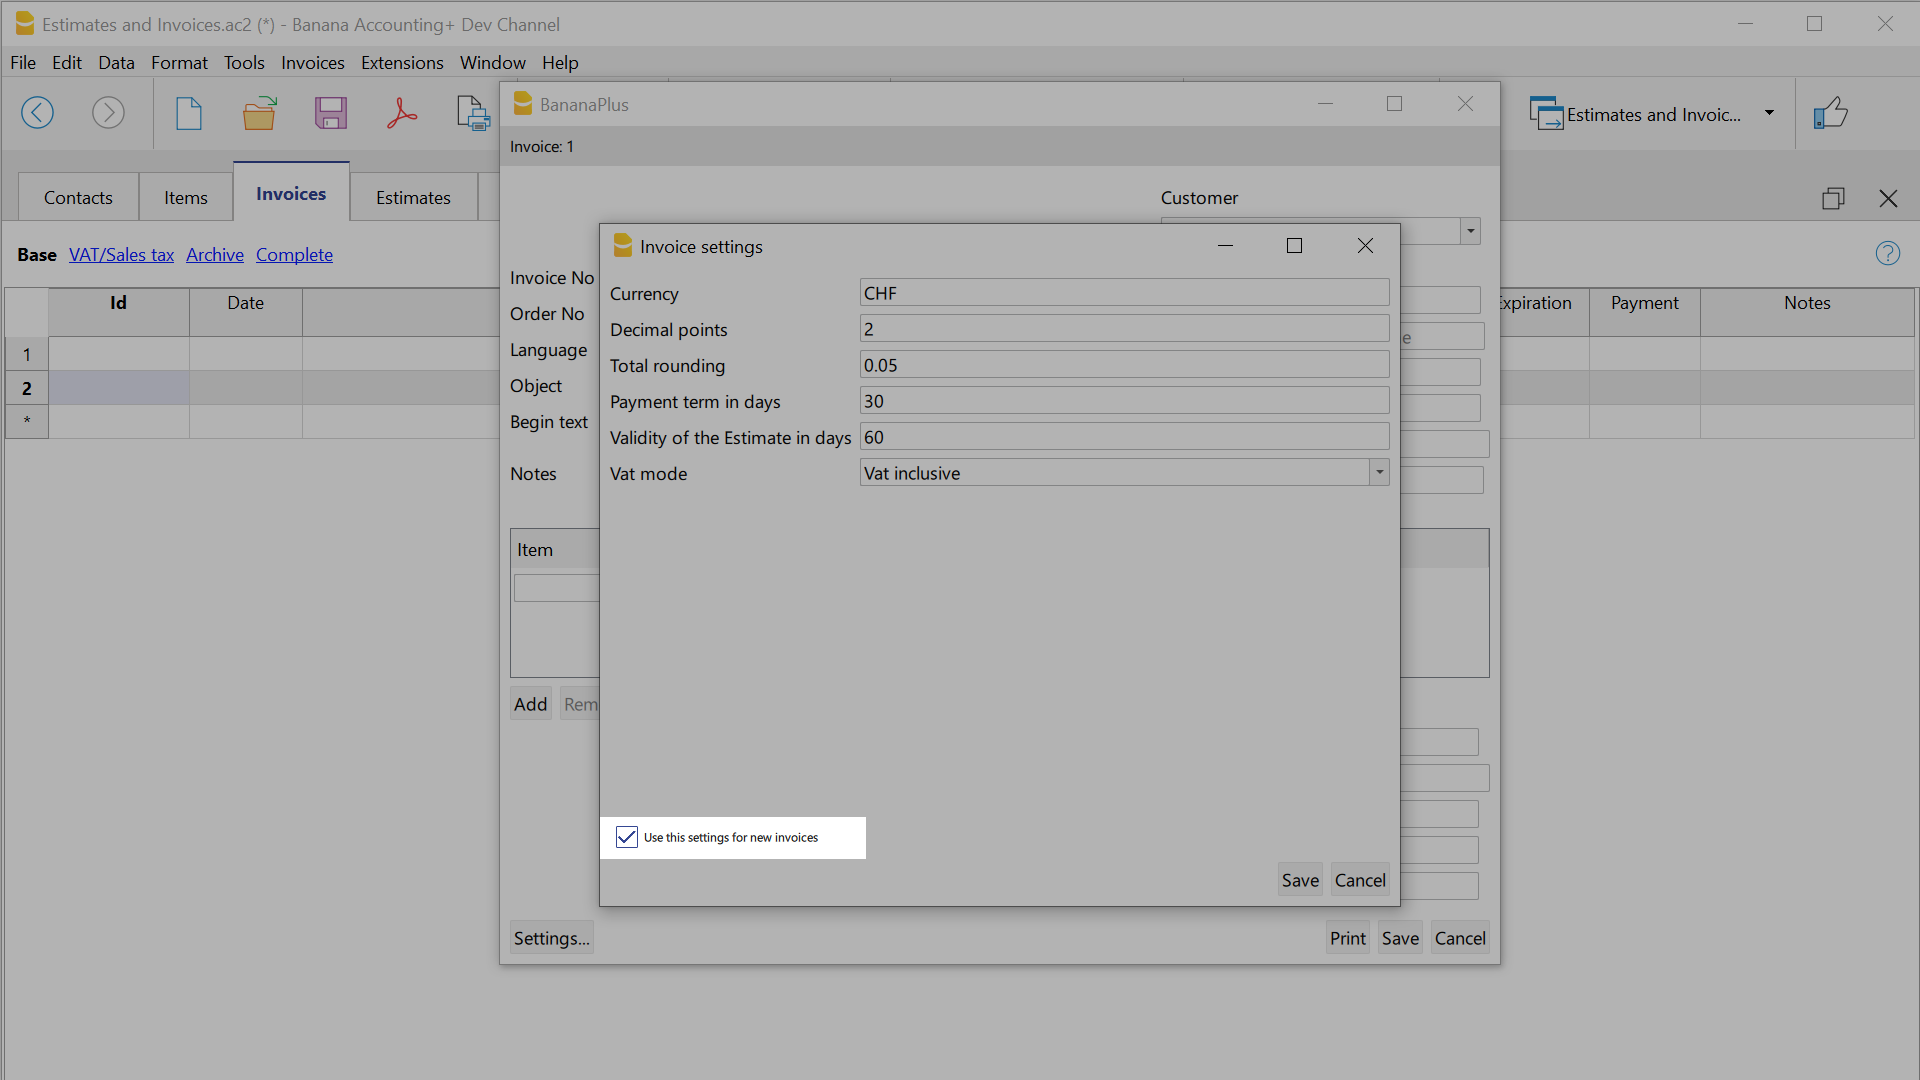 Estimates and Invoices.ac2 (*) - Banana Accounting+ Dev Channel
File Edit Data Format Tools Invoices Extensions Window Help
Estimates and Invoic...
Contacts Items Invoices Estimates
Base VAT/Sales tax Archive Complete
Id Date Expiration Payment Notes
1
2
*
BananaPlus
Invoice: 1
Customer
Invoice No
Order No
Language
Object
Begin text
Notes
Item
Add
Invoice settings
Currency CHF
Decimal points 2
Total rounding 0.05
Payment term in days 30
Validity of the Estimate in days 60
Vat mode Vat inclusive
Use this settings for new invoices
Save Cancel
Settings... Print Save Cancel